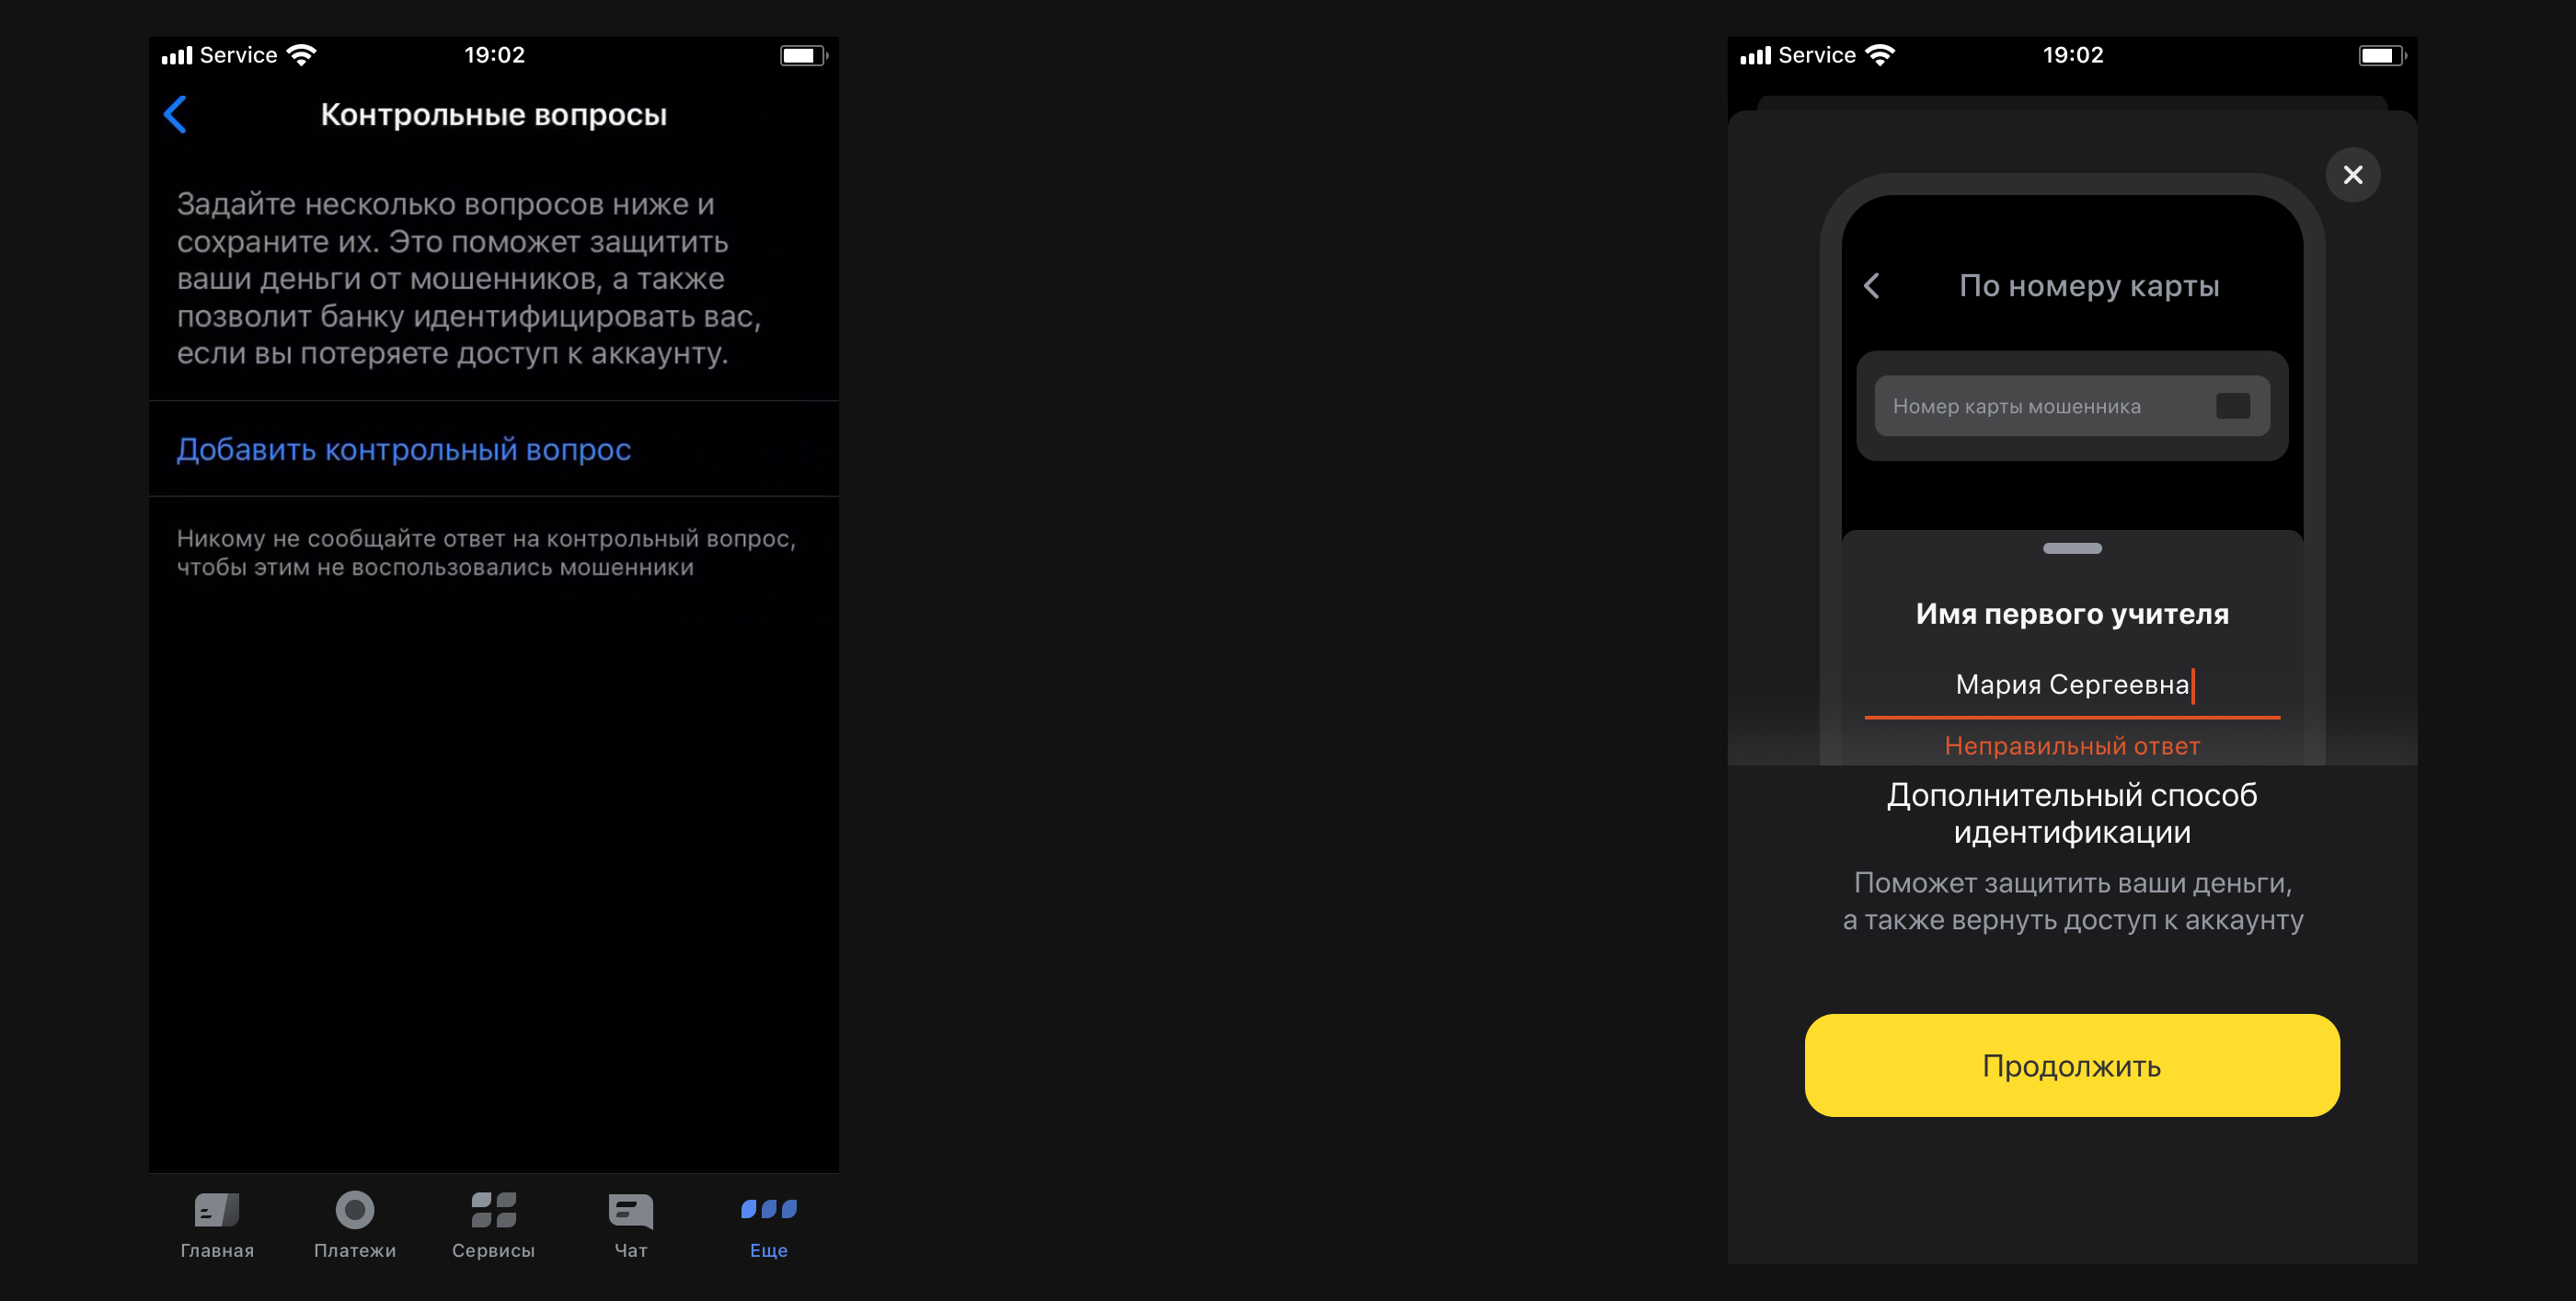 Service
19:02
Контрольные вопросы
Задайте несколько вопросов ниже и
сохраните их. Это поможет защитить
ваши деньги от мошенников, а также
позволит банку идентифицировать вас,
если вы потеряете доступ к аккаунту.
Добавить контрольный вопрос
Никому не сообщайте ответ на контрольный вопрос,
чтобы этим не воспользовались мошенники
Главная
Платежи
Сервисы
Чат
Еще
Service
19:02
По номеру карты
Номер карты мошенника
Имя первого учителя
Мария Сергеевна
Неправильный ответ
Дополнительный способ
идентификации
Поможет защитить ваши деньги,
а также вернуть доступ к аккаунту
Продолжить